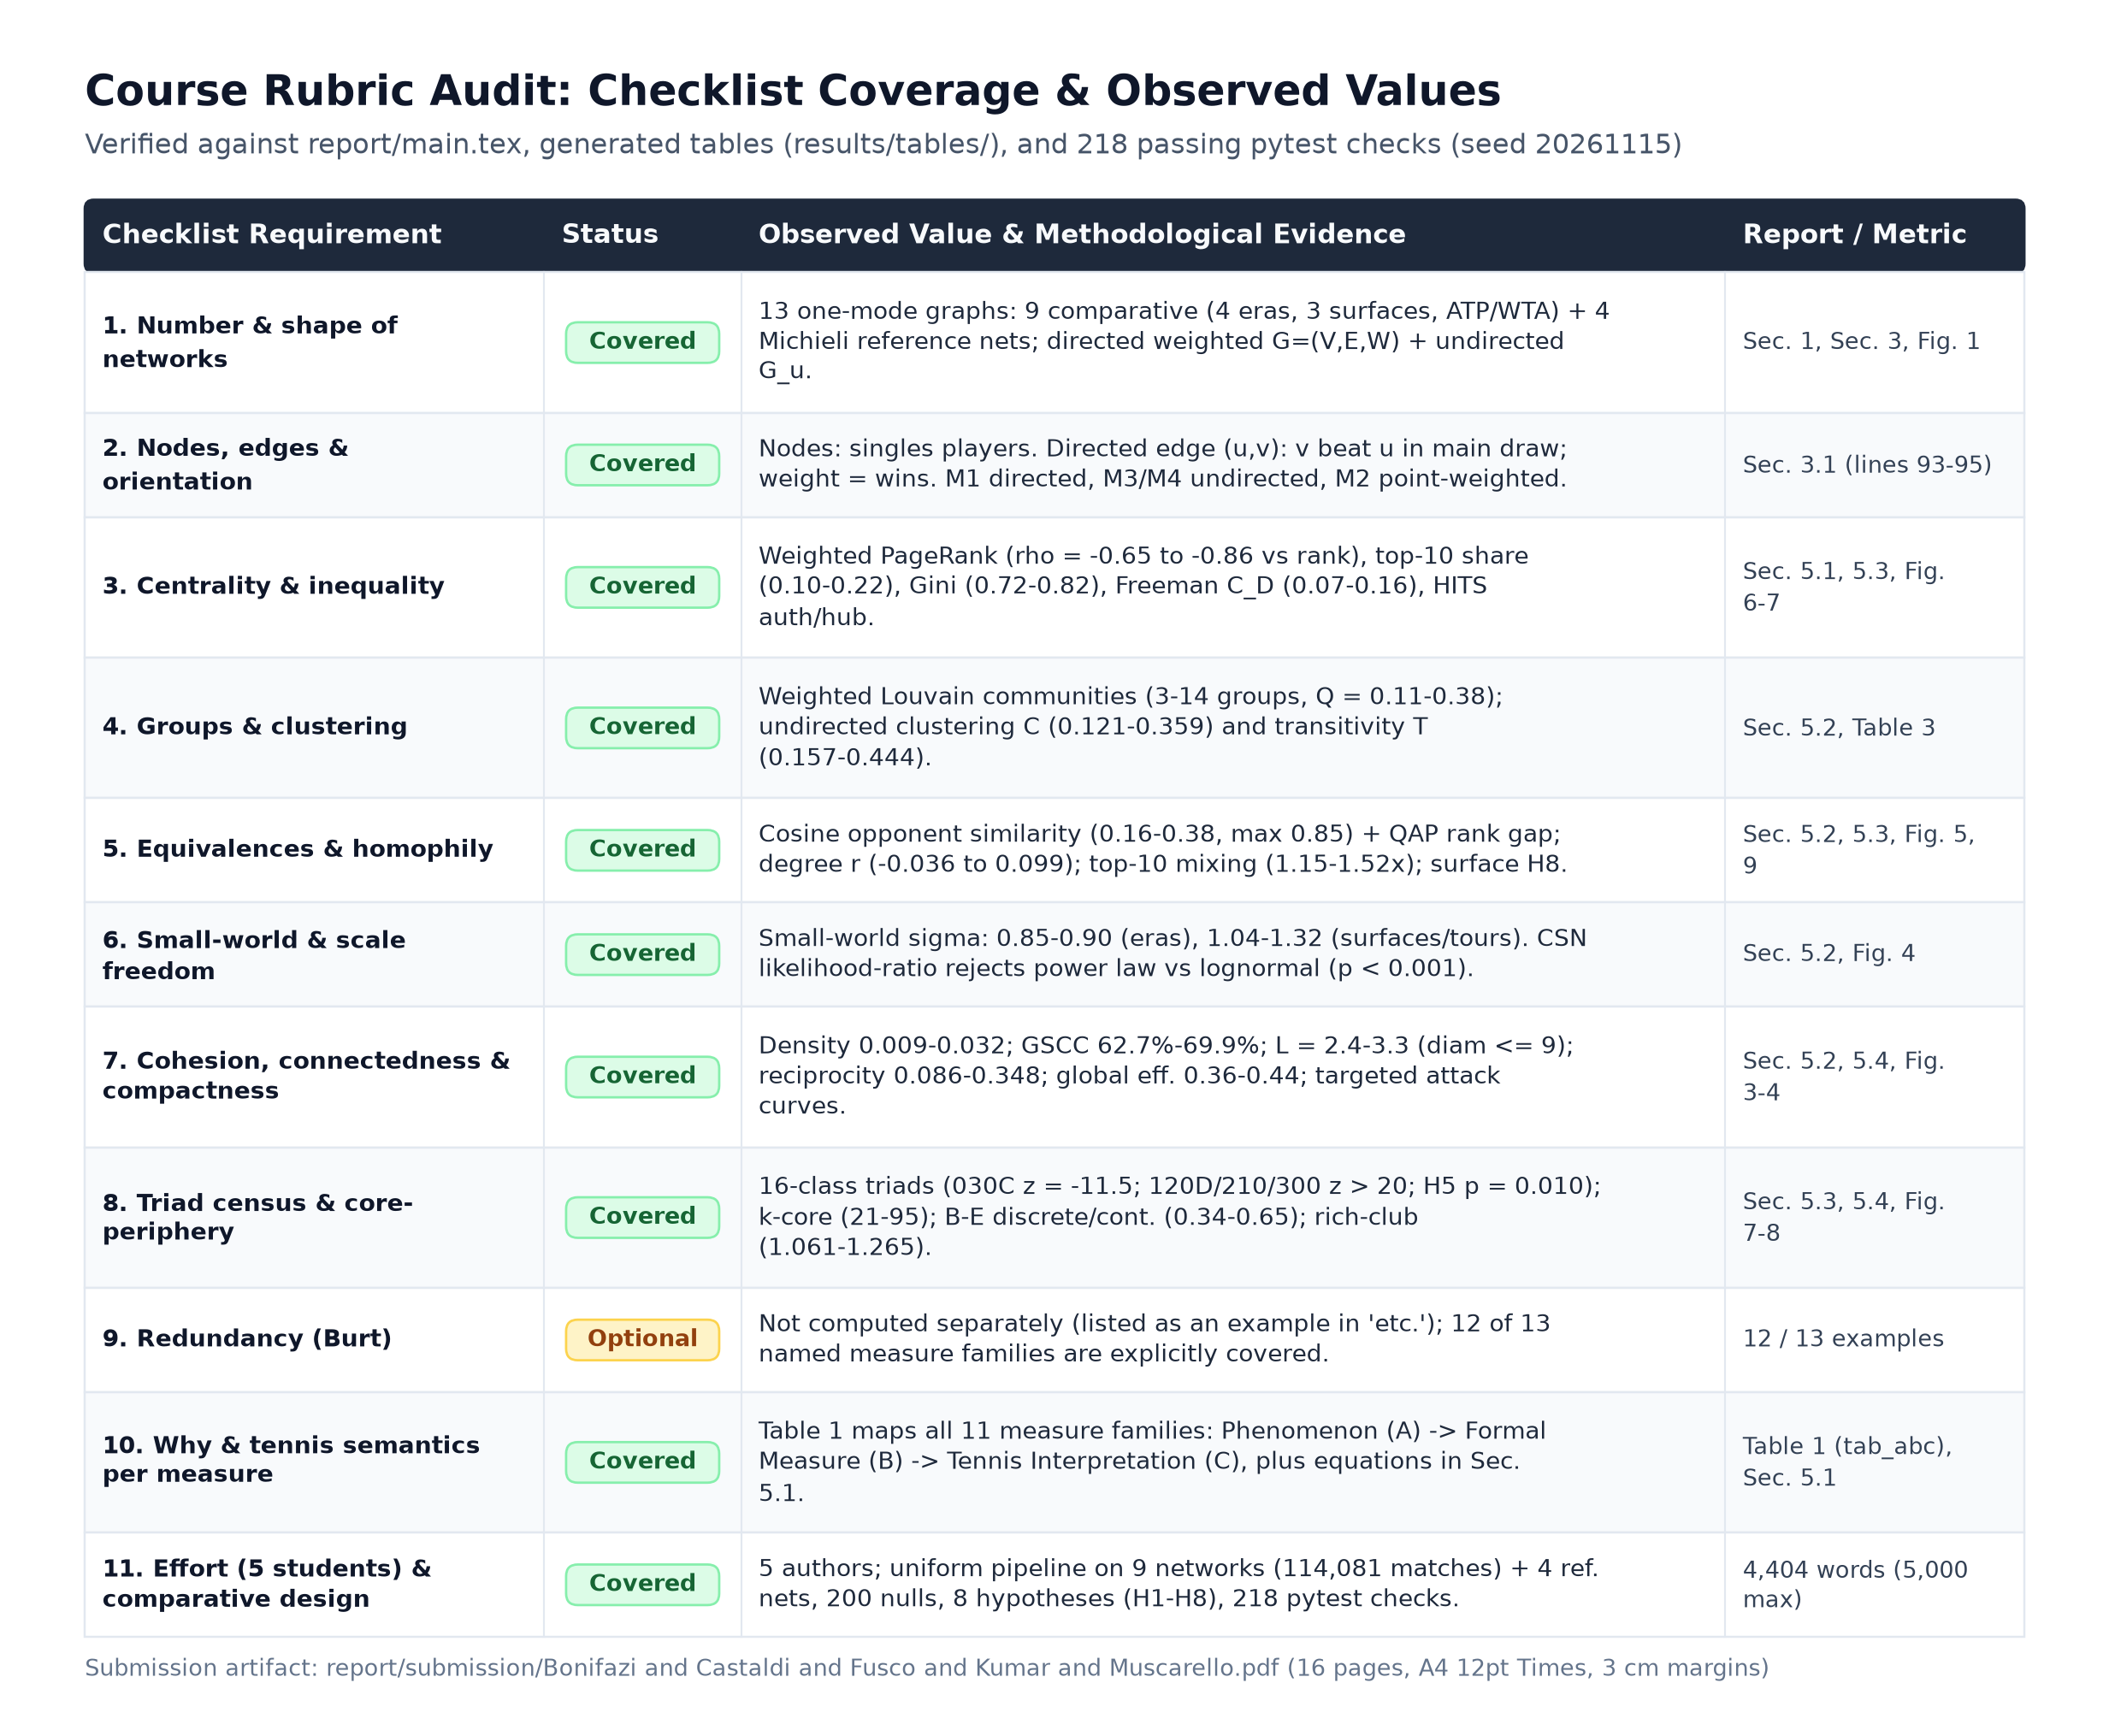 Course Rubric Audit: Checklist Coverage & Observed Values
Verified against report/main.tex, generated tables (results/tables/), and 218 passing pytest checks (seed 20261115)
Checklist Requirement
Status
Observed Value & Methodological Evidence
Report / Metric
1. Number & shape of
networks
Covered
13 one-mode graphs: 9 comparative (4 eras, 3 surfaces, ATP/WTA) + 4
Michieli reference nets; directed weighted G=(V,E,W) + undirected
G_u.
Sec. 1, Sec. 3, Fig. 1
2. Nodes, edges &
orientation
Covered
Nodes: singles players. Directed edge (u,v): v beat u in main draw;
weight = wins. M1 directed, M3/M4 undirected, M2 point-weighted.
Sec. 3.1 (lines 93-95)
3. Centrality & inequality
Covered
Weighted PageRank (rho = -0.65 to -0.86 vs rank), top-10 share
(0.10-0.22), Gini (0.72-0.82), Freeman C_D (0.07-0.16), HITS
auth/hub.
Sec. 5.1, 5.3, Fig.
6-7
4. Groups & clustering
Covered
Weighted Louvain communities (3-14 groups, Q = 0.11-0.38);
undirected clustering C (0.121-0.359) and transitivity T
(0.157-0.444).
Sec. 5.2, Table 3
5. Equivalences & homophily
Covered
Cosine opponent similarity (0.16-0.38, max 0.85) + QAP rank gap;
degree r (-0.036 to 0.099); top-10 mixing (1.15-1.52x); surface H8.
Sec. 5.2, 5.3, Fig. 5,
9
6. Small-world & scale
freedom
Covered
Small-world sigma: 0.85-0.90 (eras), 1.04-1.32 (surfaces/tours). CSN
likelihood-ratio rejects power law vs lognormal (p < 0.001).
Sec. 5.2, Fig. 4
7. Cohesion, connectedness &
compactness
Covered
Density 0.009-0.032; GSCC 62.7%-69.9%; L = 2.4-3.3 (diam <= 9);
reciprocity 0.086-0.348; global eff. 0.36-0.44; targeted attack
curves.
Sec. 5.2, 5.4, Fig.
3-4
8. Triad census & core-
periphery
Covered
16-class triads (030C z = -11.5; 120D/210/300 z > 20; H5 p = 0.010);
k-core (21-95); B-E discrete/cont. (0.34-0.65); rich-club
(1.061-1.265).
Sec. 5.3, 5.4, Fig.
7-8
9. Redundancy (Burt)
Optional
Not computed separately (listed as an example in 'etc.'); 12 of 13
named measure families are explicitly covered.
12 / 13 examples
10. Why & tennis semantics
per measure
Covered
Table 1 maps all 11 measure families: Phenomenon (A) -> Formal
Measure (B) -> Tennis Interpretation (C), plus equations in Sec.
5.1.
Table 1 (tab_abc),
Sec. 5.1
11. Effort (5 students) &
comparative design
Covered
5 authors; uniform pipeline on 9 networks (114,081 matches) + 4 ref.
nets, 200 nulls, 8 hypotheses (H1-H8), 218 pytest checks.
4,404 words (5,000
max)
Submission artifact: report/submission/Bonifazi and Castaldi and Fusco and Kumar and Muscarello.pdf (16 pages, A4 12pt Times, 3 cm margins)